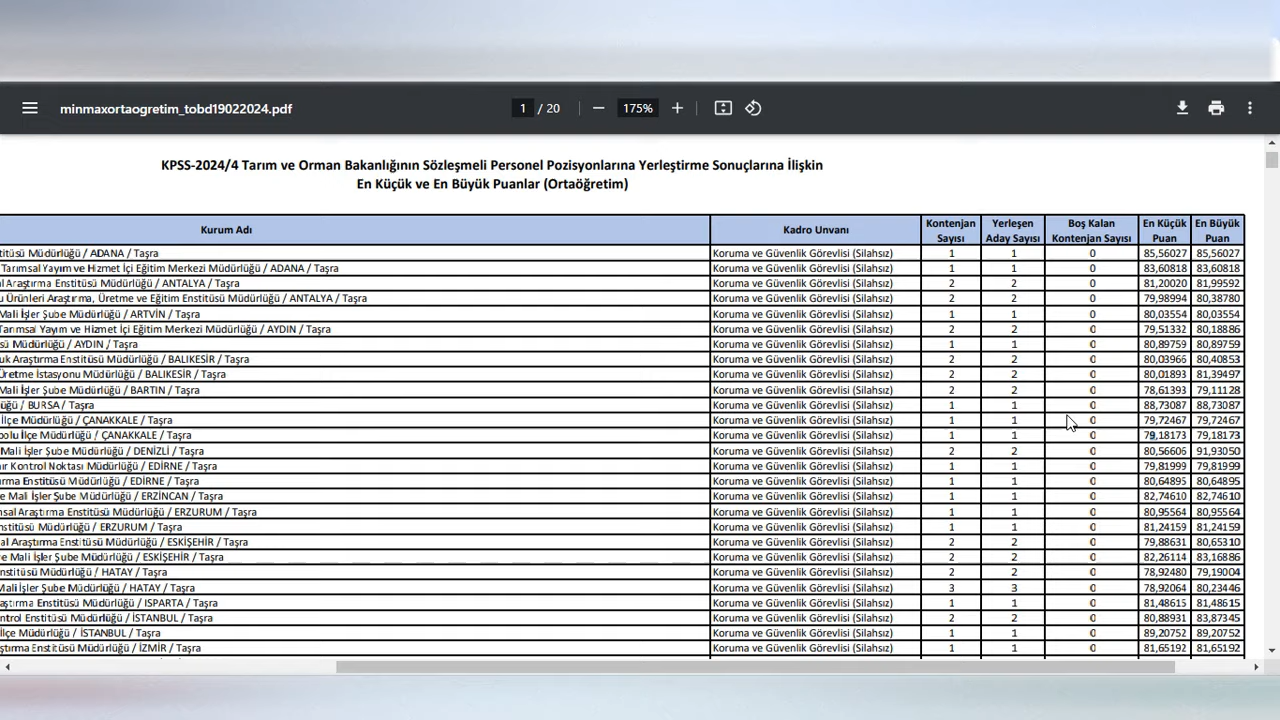 minmaxortaogretim_tobd19022024.pdf
1 / 20
175%
KPSS-2024/4 Tarım ve Orman Bakanlığının Sözleşmeli Personel Pozisyonlarına Yerleştirme Sonuçlarına İlişkin
En Küçük ve En Büyük Puanlar (Ortaöğretim)
Kurum Adı Kadro Unvanı Kontenjan Sayısı Yerleşen Aday Sayısı Boş Kalan Kontenjan Sayısı En Küçük Puan En Büyük Puan
titüsü Müdürlüğü / ADANA / Taşra Koruma ve Güvenlik Görevlisi (Silahsız) 1 1 0 85,56027 85,56027
Tarımsal Yayım ve Hizmet İçi Eğitim Merkezi Müdürlüğü / ADANA / Taşra Koruma ve Güvenlik Görevlisi (Silahsız) 1 1 0 83,60818 83,60818
al Araştırma Enstitüsü Müdürlüğü / ANTALYA / Taşra Koruma ve Güvenlik Görevlisi (Silahsız) 2 2 0 81,20020 81,99592
u Ürünleri Araştırma, Üretme ve Eğitim Enstitüsü Müdürlüğü / ANTALYA / Taşra Koruma ve Güvenlik Görevlisi (Silahsız) 2 2 0 79,98994 80,38780
Mali İşler Şube Müdürlüğü / ARTVİN / Taşra Koruma ve Güvenlik Görevlisi (Silahsız) 1 1 0 80,03554 80,03554
Tarımsal Yayım ve Hizmet İçi Eğitim Merkezi Müdürlüğü / AYDIN / Taşra Koruma ve Güvenlik Görevlisi (Silahsız) 2 2 0 79,51332 80,18886
sü Müdürlüğü / AYDIN / Taşra Koruma ve Güvenlik Görevlisi (Silahsız) 1 1 0 80,89759 80,89759
uk Araştırma Enstitüsü Müdürlüğü / BALIKESİR / Taşra Koruma ve Güvenlik Görevlisi (Silahsız) 2 2 0 80,03966 80,40853
Üretme İstasyonu Müdürlüğü / BALIKESİR / Taşra Koruma ve Güvenlik Görevlisi (Silahsız) 2 2 0 80,01893 81,39497
Mali İşler Şube Müdürlüğü / BARTIN / Taşra Koruma ve Güvenlik Görevlisi (Silahsız) 2 2 0 78,61393 79,11128
üğü / BURSA / Taşra Koruma ve Güvenlik Görevlisi (Silahsız) 1 1 0 88,73087 88,73087
İlçe Müdürlüğü / ÇANAKKALE / Taşra Koruma ve Güvenlik Görevlisi (Silahsız) 1 1 0 79,72467 79,72467
bolu İlçe Müdürlüğü / ÇANAKKALE / Taşra Koruma ve Güvenlik Görevlisi (Silahsız) 1 1 0 79,18173 79,18173
Mali İşler Şube Müdürlüğü / DENİZLİ / Taşra Koruma ve Güvenlik Görevlisi (Silahsız) 2 2 0 80,56606 91,93050
ır Kontrol Noktası Müdürlüğü / EDİRNE / Taşra Koruma ve Güvenlik Görevlisi (Silahsız) 1 1 0 79,81999 79,81999
rma Enstitüsü Müdürlüğü / EDİRNE / Taşra Koruma ve Güvenlik Görevlisi (Silahsız) 1 1 0 80,64895 80,64895
e Mali İşler Şube Müdürlüğü / ERZİNCAN / Taşra Koruma ve Güvenlik Görevlisi (Silahsız) 1 1 0 82,74610 82,74610
nsal Araştırma Enstitüsü Müdürlüğü / ERZURUM / Taşra Koruma ve Güvenlik Görevlisi (Silahsız) 1 1 0 80,95564 80,95564
nstitüsü Müdürlüğü / ERZURUM / Taşra Koruma ve Güvenlik Görevlisi (Silahsız) 1 1 0 81,24159 81,24159
al Araştırma Enstitüsü Müdürlüğü / ESKİŞEHİR / Taşra Koruma ve Güvenlik Görevlisi (Silahsız) 2 2 0 79,88631 80,65310
e Mali İşler Şube Müdürlüğü / ESKİŞEHİR / Taşra Koruma ve Güvenlik Görevlisi (Silahsız) 2 2 0 82,26114 83,16886
nstitüsü Müdürlüğü / HATAY / Taşra Koruma ve Güvenlik Görevlisi (Silahsız) 2 2 0 78,92480 79,19004
Mali İşler Şube Müdürlüğü / HATAY / Taşra Koruma ve Güvenlik Görevlisi (Silahsız) 3 3 0 78,92064 80,23446
aştırma Enstitüsü Müdürlüğü / ISPARTA / Taşra Koruma ve Güvenlik Görevlisi (Silahsız) 1 1 0 81,48615 81,48615
ntrol Enstitüsü Müdürlüğü / İSTANBUL / Taşra Koruma ve Güvenlik Görevlisi (Silahsız) 2 2 0 80,88931 83,87345
İlçe Müdürlüğü / İSTANBUL / Taşra Koruma ve Güvenlik Görevlisi (Silahsız) 1 1 0 89,20752 89,20752
ştırma Enstitüsü Müdürlüğü / İZMİR / Taşra Koruma ve Güvenlik Görevlisi (Silahsız) 1 1 0 81,65192 81,65192